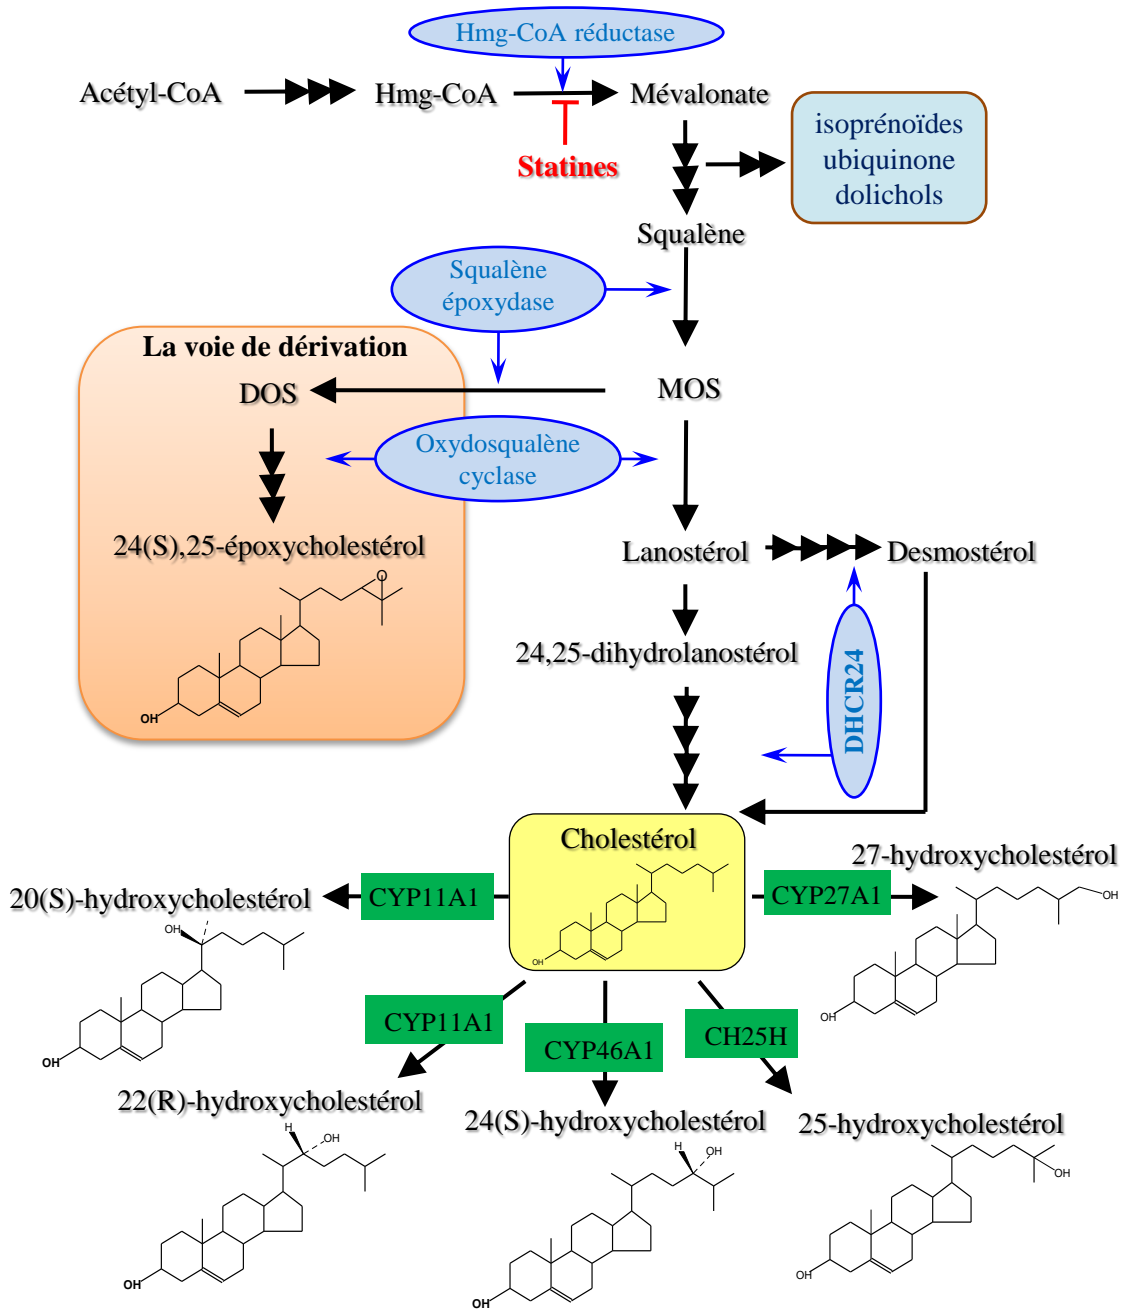 Hmg-CoA réductase
Acétyl-CoA
Hmg-CoA
Mévalonate
Statines
isoprénoïdes
ubiquinone
dolichols
Squalène
Squalène
époxydase
La voie de dérivation
DOS
MOS
Oxydosqualène
cyclase
24(S),25-époxycholestérol
O
OH
Lanostérol
Desmostérol
24,25-dihydrolanostérol
DHCR24
Cholestérol
OH
CYP11A1
20(S)-hydroxycholestérol
OH
OH
CYP27A1
27-hydroxycholestérol
OH
OH
CYP11A1
22(R)-hydroxycholestérol
H
OH
OH
CYP46A1
24(S)-hydroxycholestérol
H
OH
OH
CH25H
25-hydroxycholestérol
OH
OH